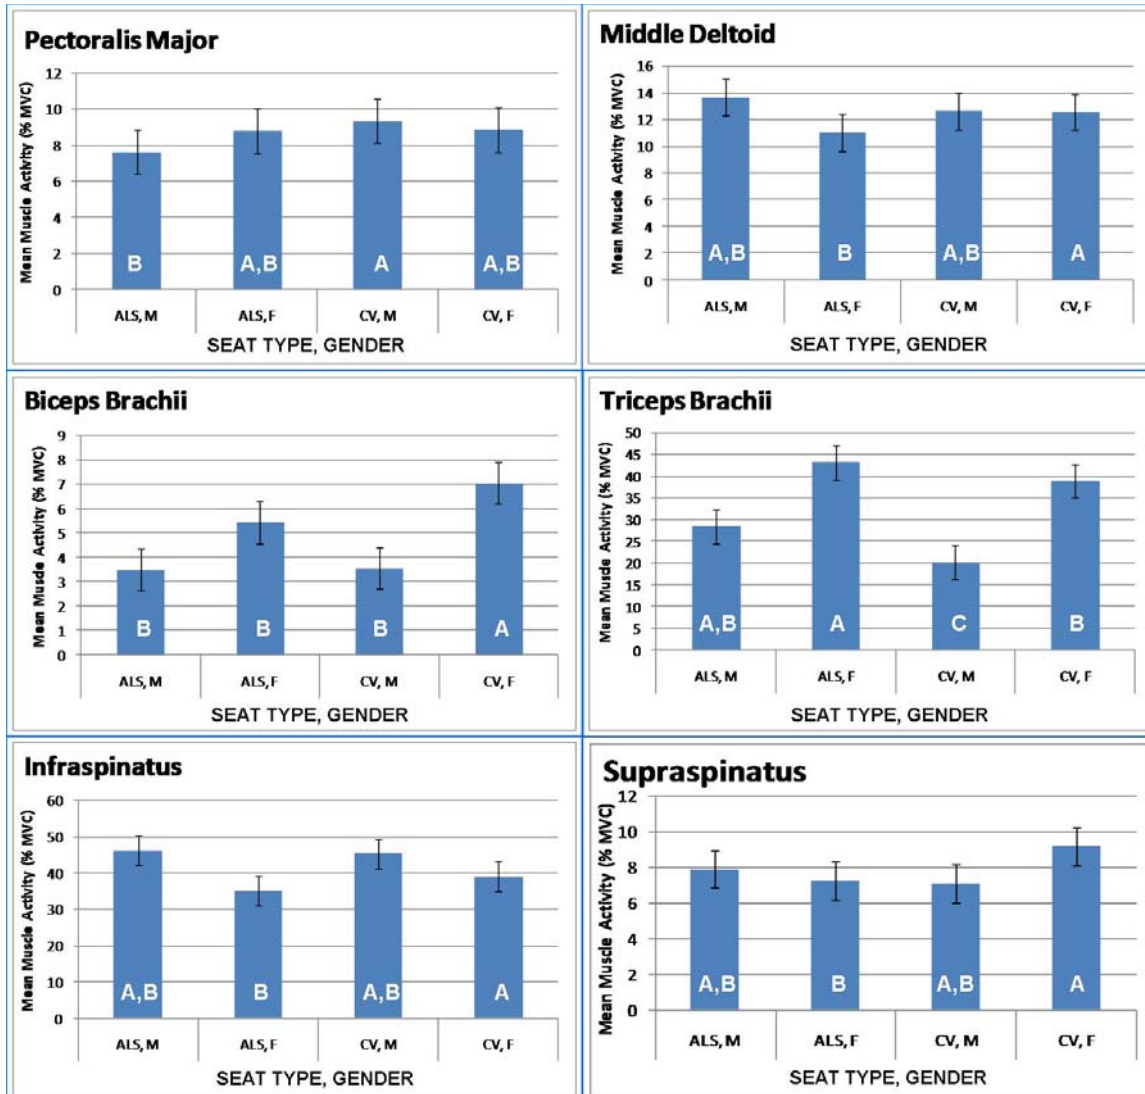 Pectoralis Major
Mean Muscle Activity (% MVC)
12
10
8
6
4
2
0
B
A,B
A
A,B
ALS, M
ALS, F
CV, M
CV, F
SEAT TYPE, GENDER
Middle Deltoid
Mean Muscle Activity (% MVC)
16
14
12
10
8
6
4
2
0
A,B
B
A,B
A
ALS, M
ALS, F
CV, M
CV, F
SEAT TYPE, GENDER
Biceps Brachii
Mean Muscle Activity (% MVC)
9
8
7
6
5
4
3
2
1
0
B
B
B
A
ALS, M
ALS, F
CV, M
CV, F
SEAT TYPE, GENDER
Triceps Brachii
Mean Muscle Activity (% MVC)
50
45
40
35
30
25
20
15
10
5
0
A,B
A
C
B
ALS, M
ALS, F
CV, M
CV, F
SEAT TYPE, GENDER
Infraspinatus
Mean Muscle Activity (% MVC)
60
50
40
30
20
10
0
A,B
B
A,B
A
ALS, M
ALS, F
CV, M
CV, F
SEAT TYPE, GENDER
Supraspinatus
Mean Muscle Activity (% MVC)
12
10
8
6
4
2
0
A,B
B
A,B
A
ALS, M
ALS, F
CV, M
CV, F
SEAT TYPE, GENDER